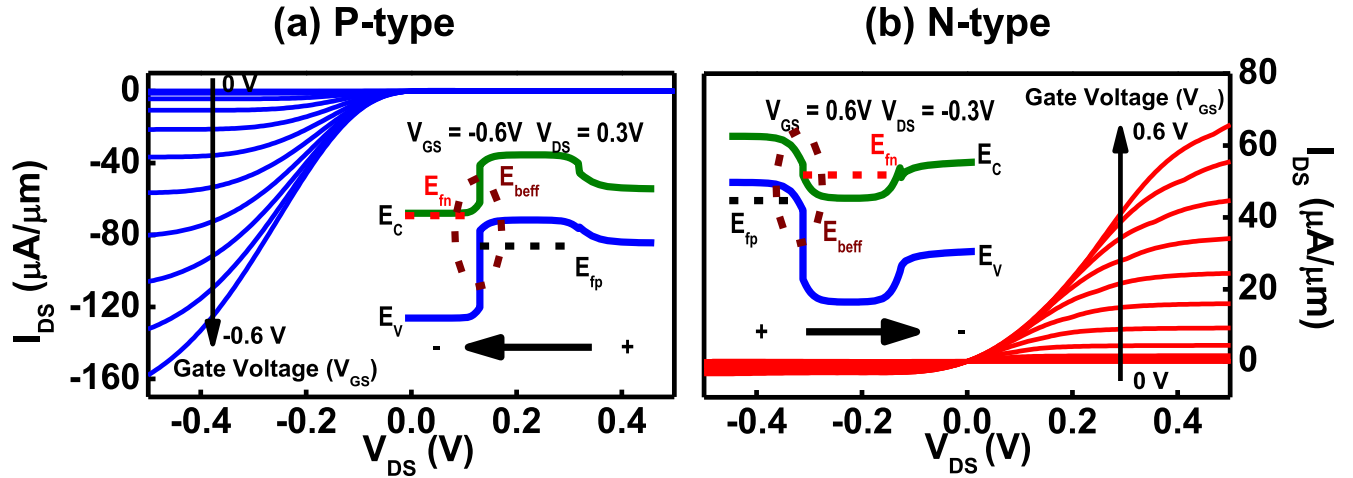 (a) P-type
(b) N-type
0
-40
-80
-120
-160
I_DS (μA/μm)
0 V
-0.6 V
Gate Voltage (V_GS)
V_GS = -0.6V V_DS = 0.3V
E_fn
E_beff
E_C
E_fp
E_V
- +
-0.4 -0.2 0.0 0.2 0.4
V_DS (V)
V_GS = 0.6V V_DS = -0.3V
E_fn
E_C
E_fp
E_beff
E_V
+ -
Gate Voltage (V_GS)
0.6 V
0 V
80
60
40
20
0
I_DS (μA/μm)
-0.4 -0.2 0.0 0.2 0.4
V_DS (V)